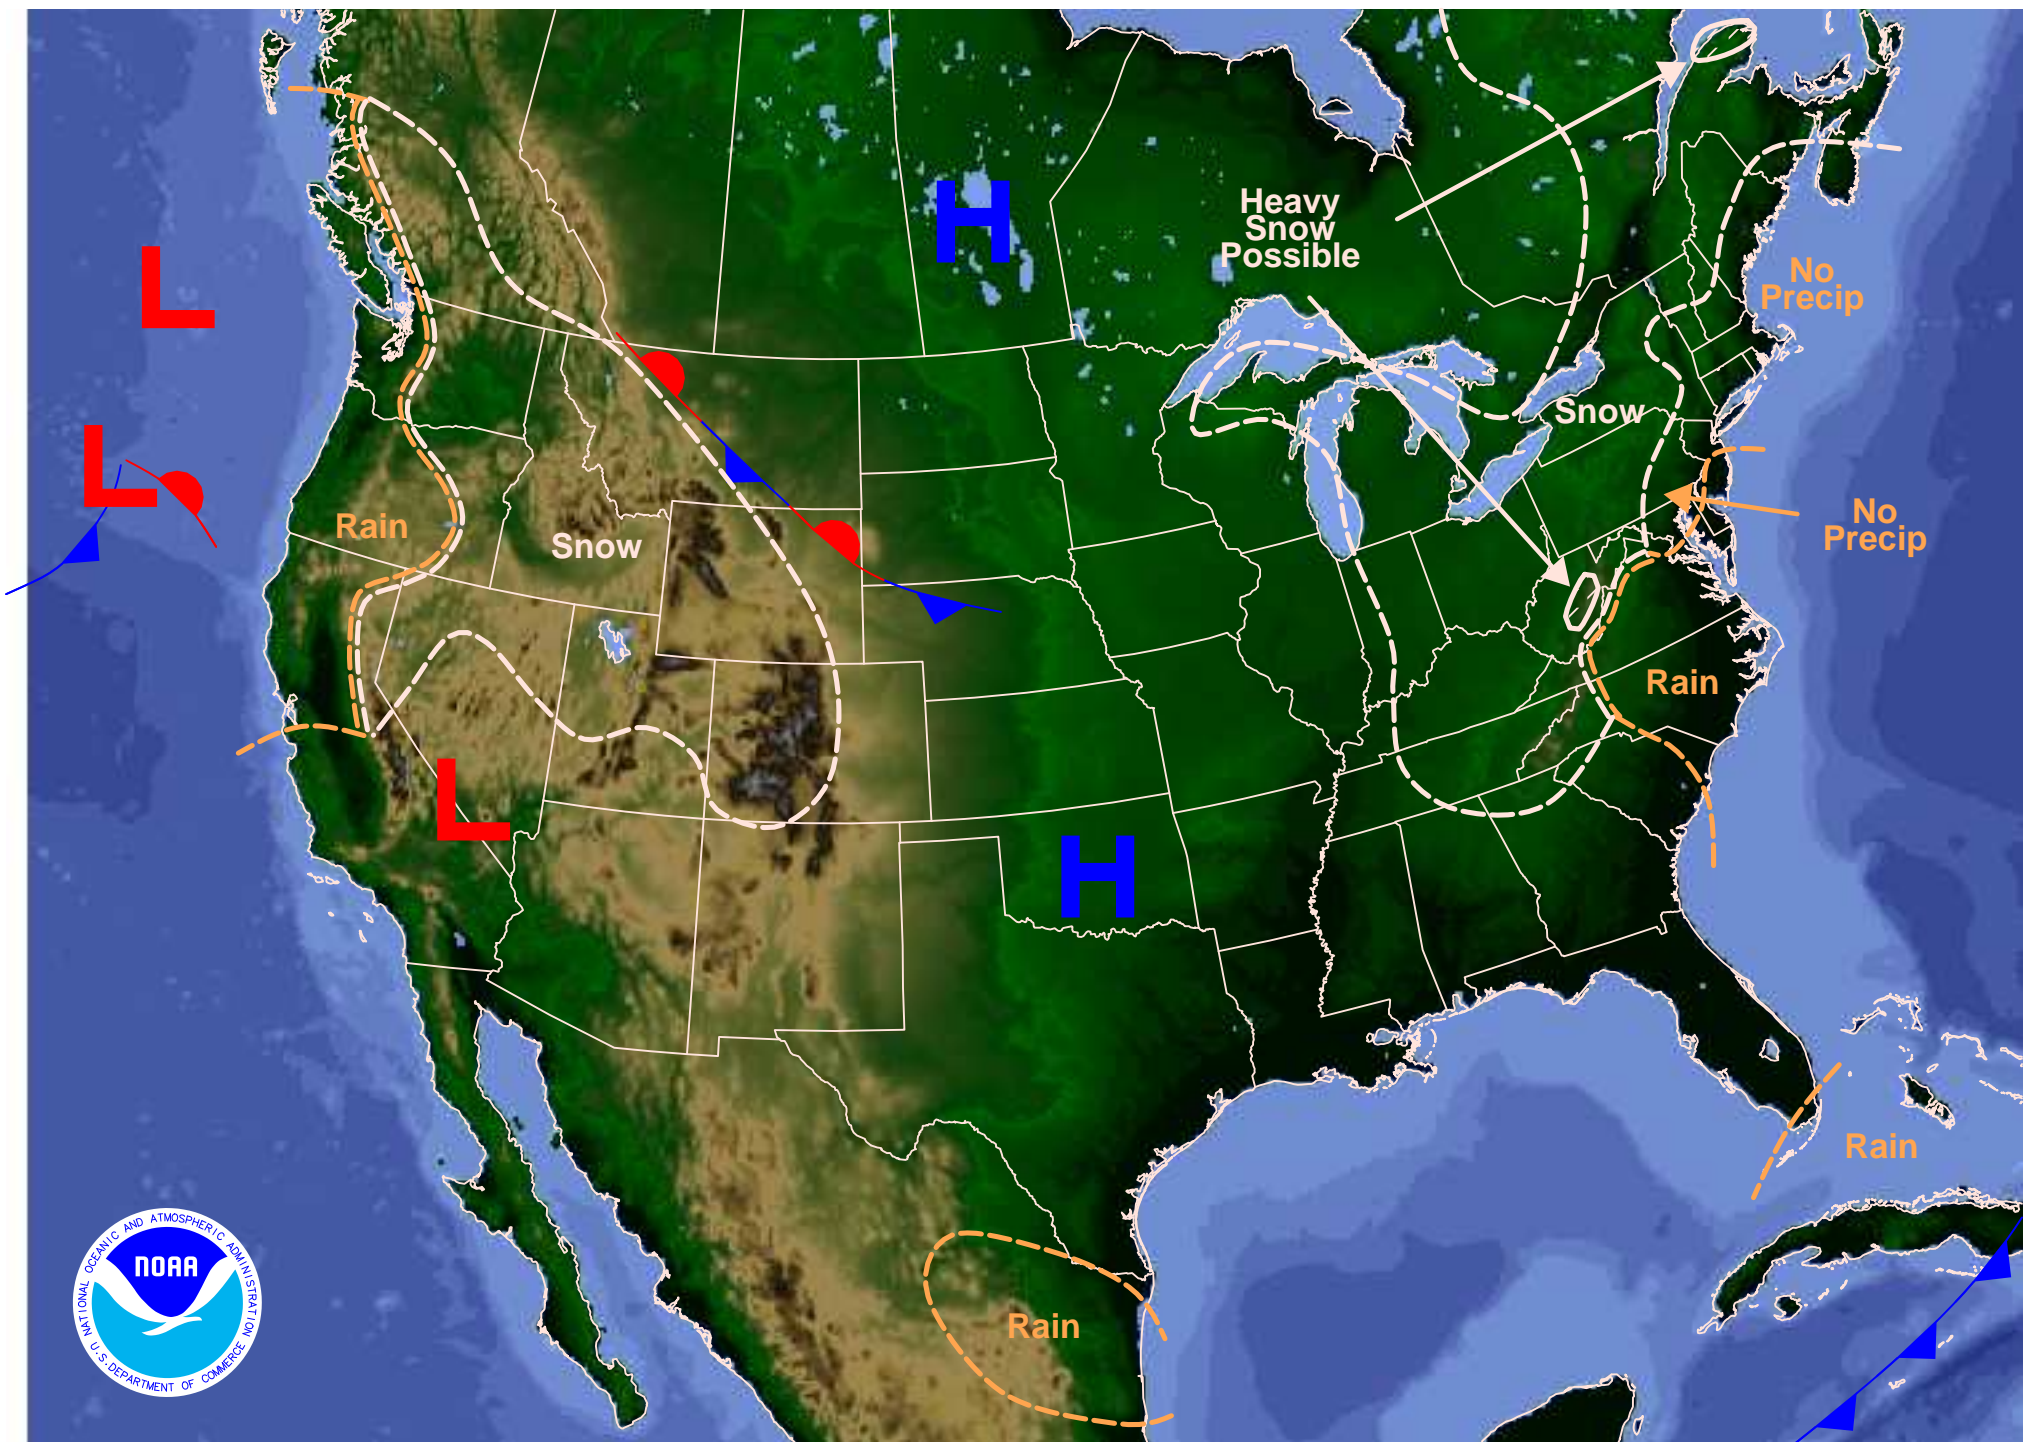 Heavy
Snow
Possible
H
No
Precip
L
Snow
L
Rain
Snow
No
Precip
Rain
L
H
Rain
Rain
NATIONAL OCEANIC AND ATMOSPHERIC ADMINISTRATION
NOAA
U.S. DEPARTMENT OF COMMERCE